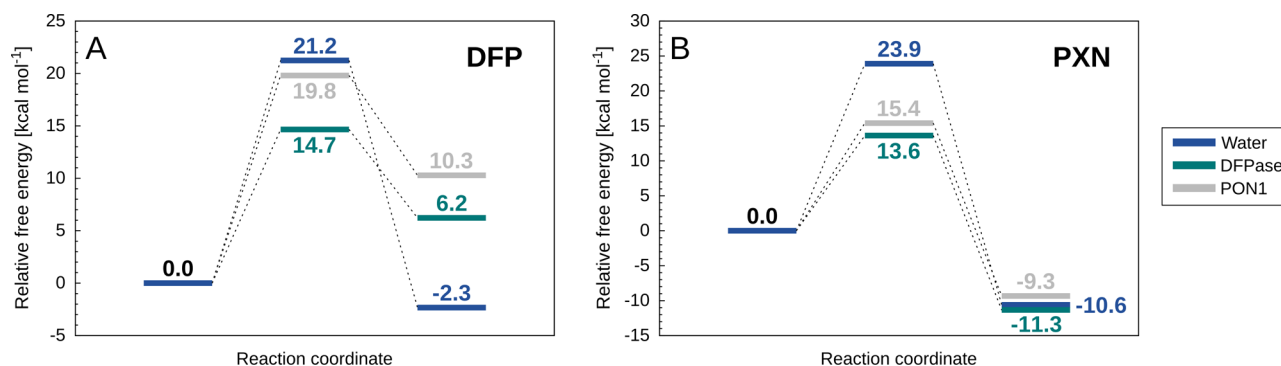 A
DFP
Relative free energy [kcal mol⁻¹]
25
20
15
10
5
0
-5
21.2
19.8
14.7
10.3
6.2
0.0
-2.3
Reaction coordinate
B
PXN
Relative free energy [kcal mol⁻¹]
30
25
20
15
10
5
0
-5
-10
-15
23.9
15.4
13.6
0.0
-9.3
-10.6
-11.3
Reaction coordinate
Water
DFPase
PON1